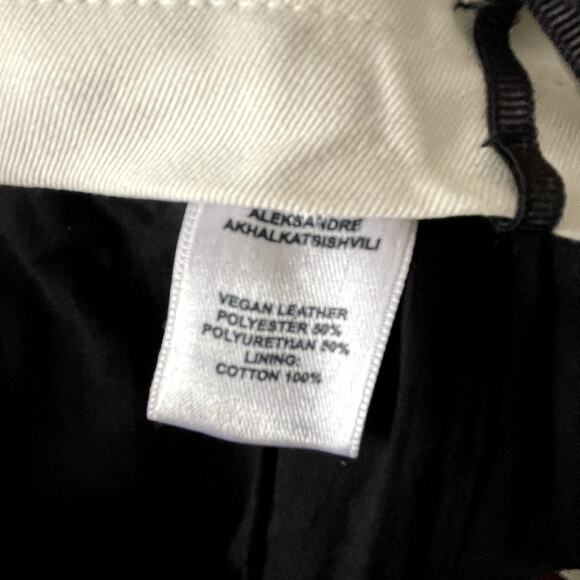 ALEKSANDRE
AKHALKATSISHVILI
VEGAN LEATHER
POLYESTER 50%
POLYURETHAN 50%
LINING:
COTTON 100%